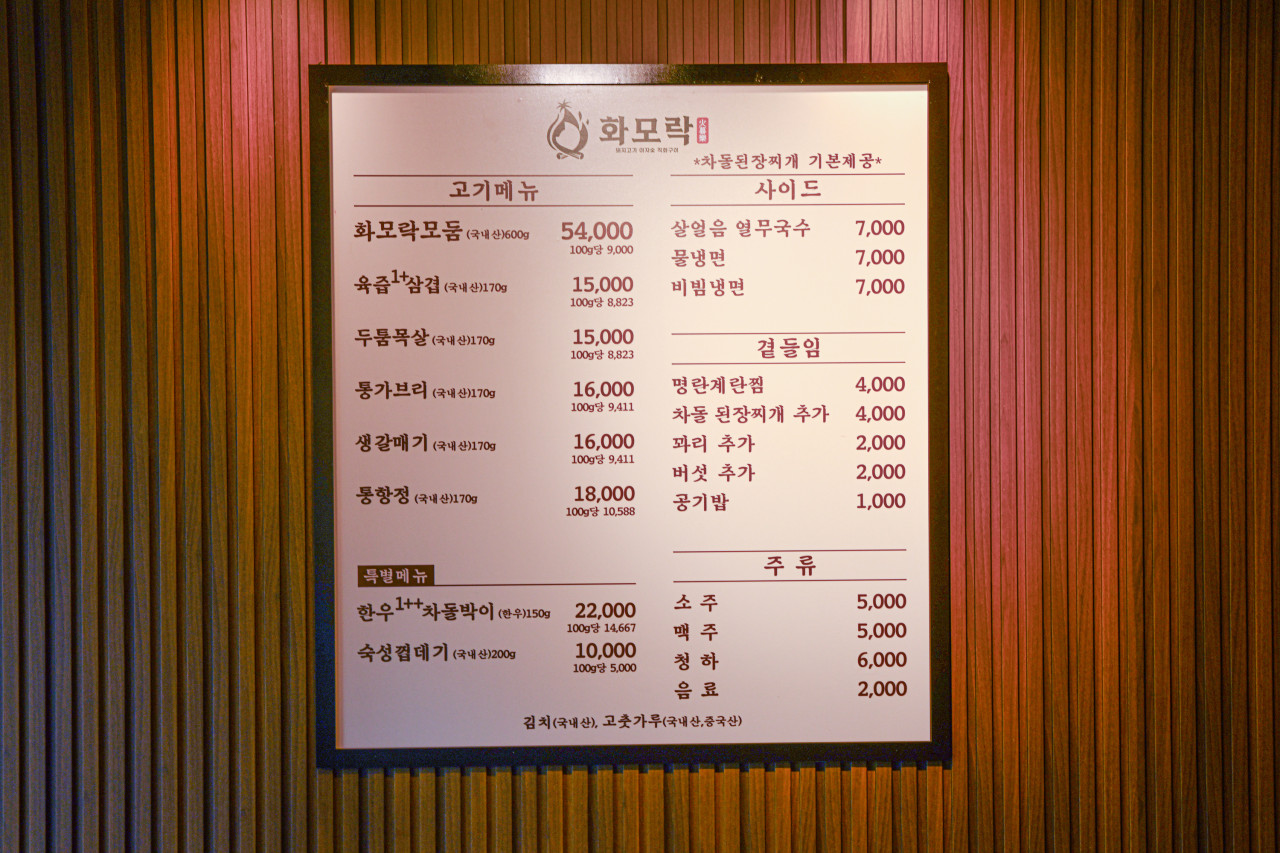 화모락
火慕樂
*차돌된장찌개 기본제공*
고기메뉴
화모락모둠 (국내산)600g 54,000
100g당 9,000
육즙1+삼겹 (국내산)170g 15,000
100g당 8,823
두툼목살 (국내산)170g 15,000
100g당 8,823
통가브리 (국내산)170g 16,000
100g당 9,411
생갈매기 (국내산)170g 16,000
100g당 9,411
통항정 (국내산)170g 18,000
100g당 10,588
특별메뉴
한우1++차돌박이 (한우)150g 22,000
100g당 14,667
숙성껍데기 (국내산)200g 10,000
100g당 5,000
사이드
살얼음 열무국수 7,000
물냉면 7,000
비빔냉면 7,000
곁들임
명란계란찜 4,000
차돌 된장찌개 추가 4,000
꽈리 추가 2,000
버섯 추가 2,000
공기밥 1,000
주 류
소 주 5,000
맥 주 5,000
청 하 6,000
음 료 2,000
김치(국내산), 고춧가루(국내산,중국산)